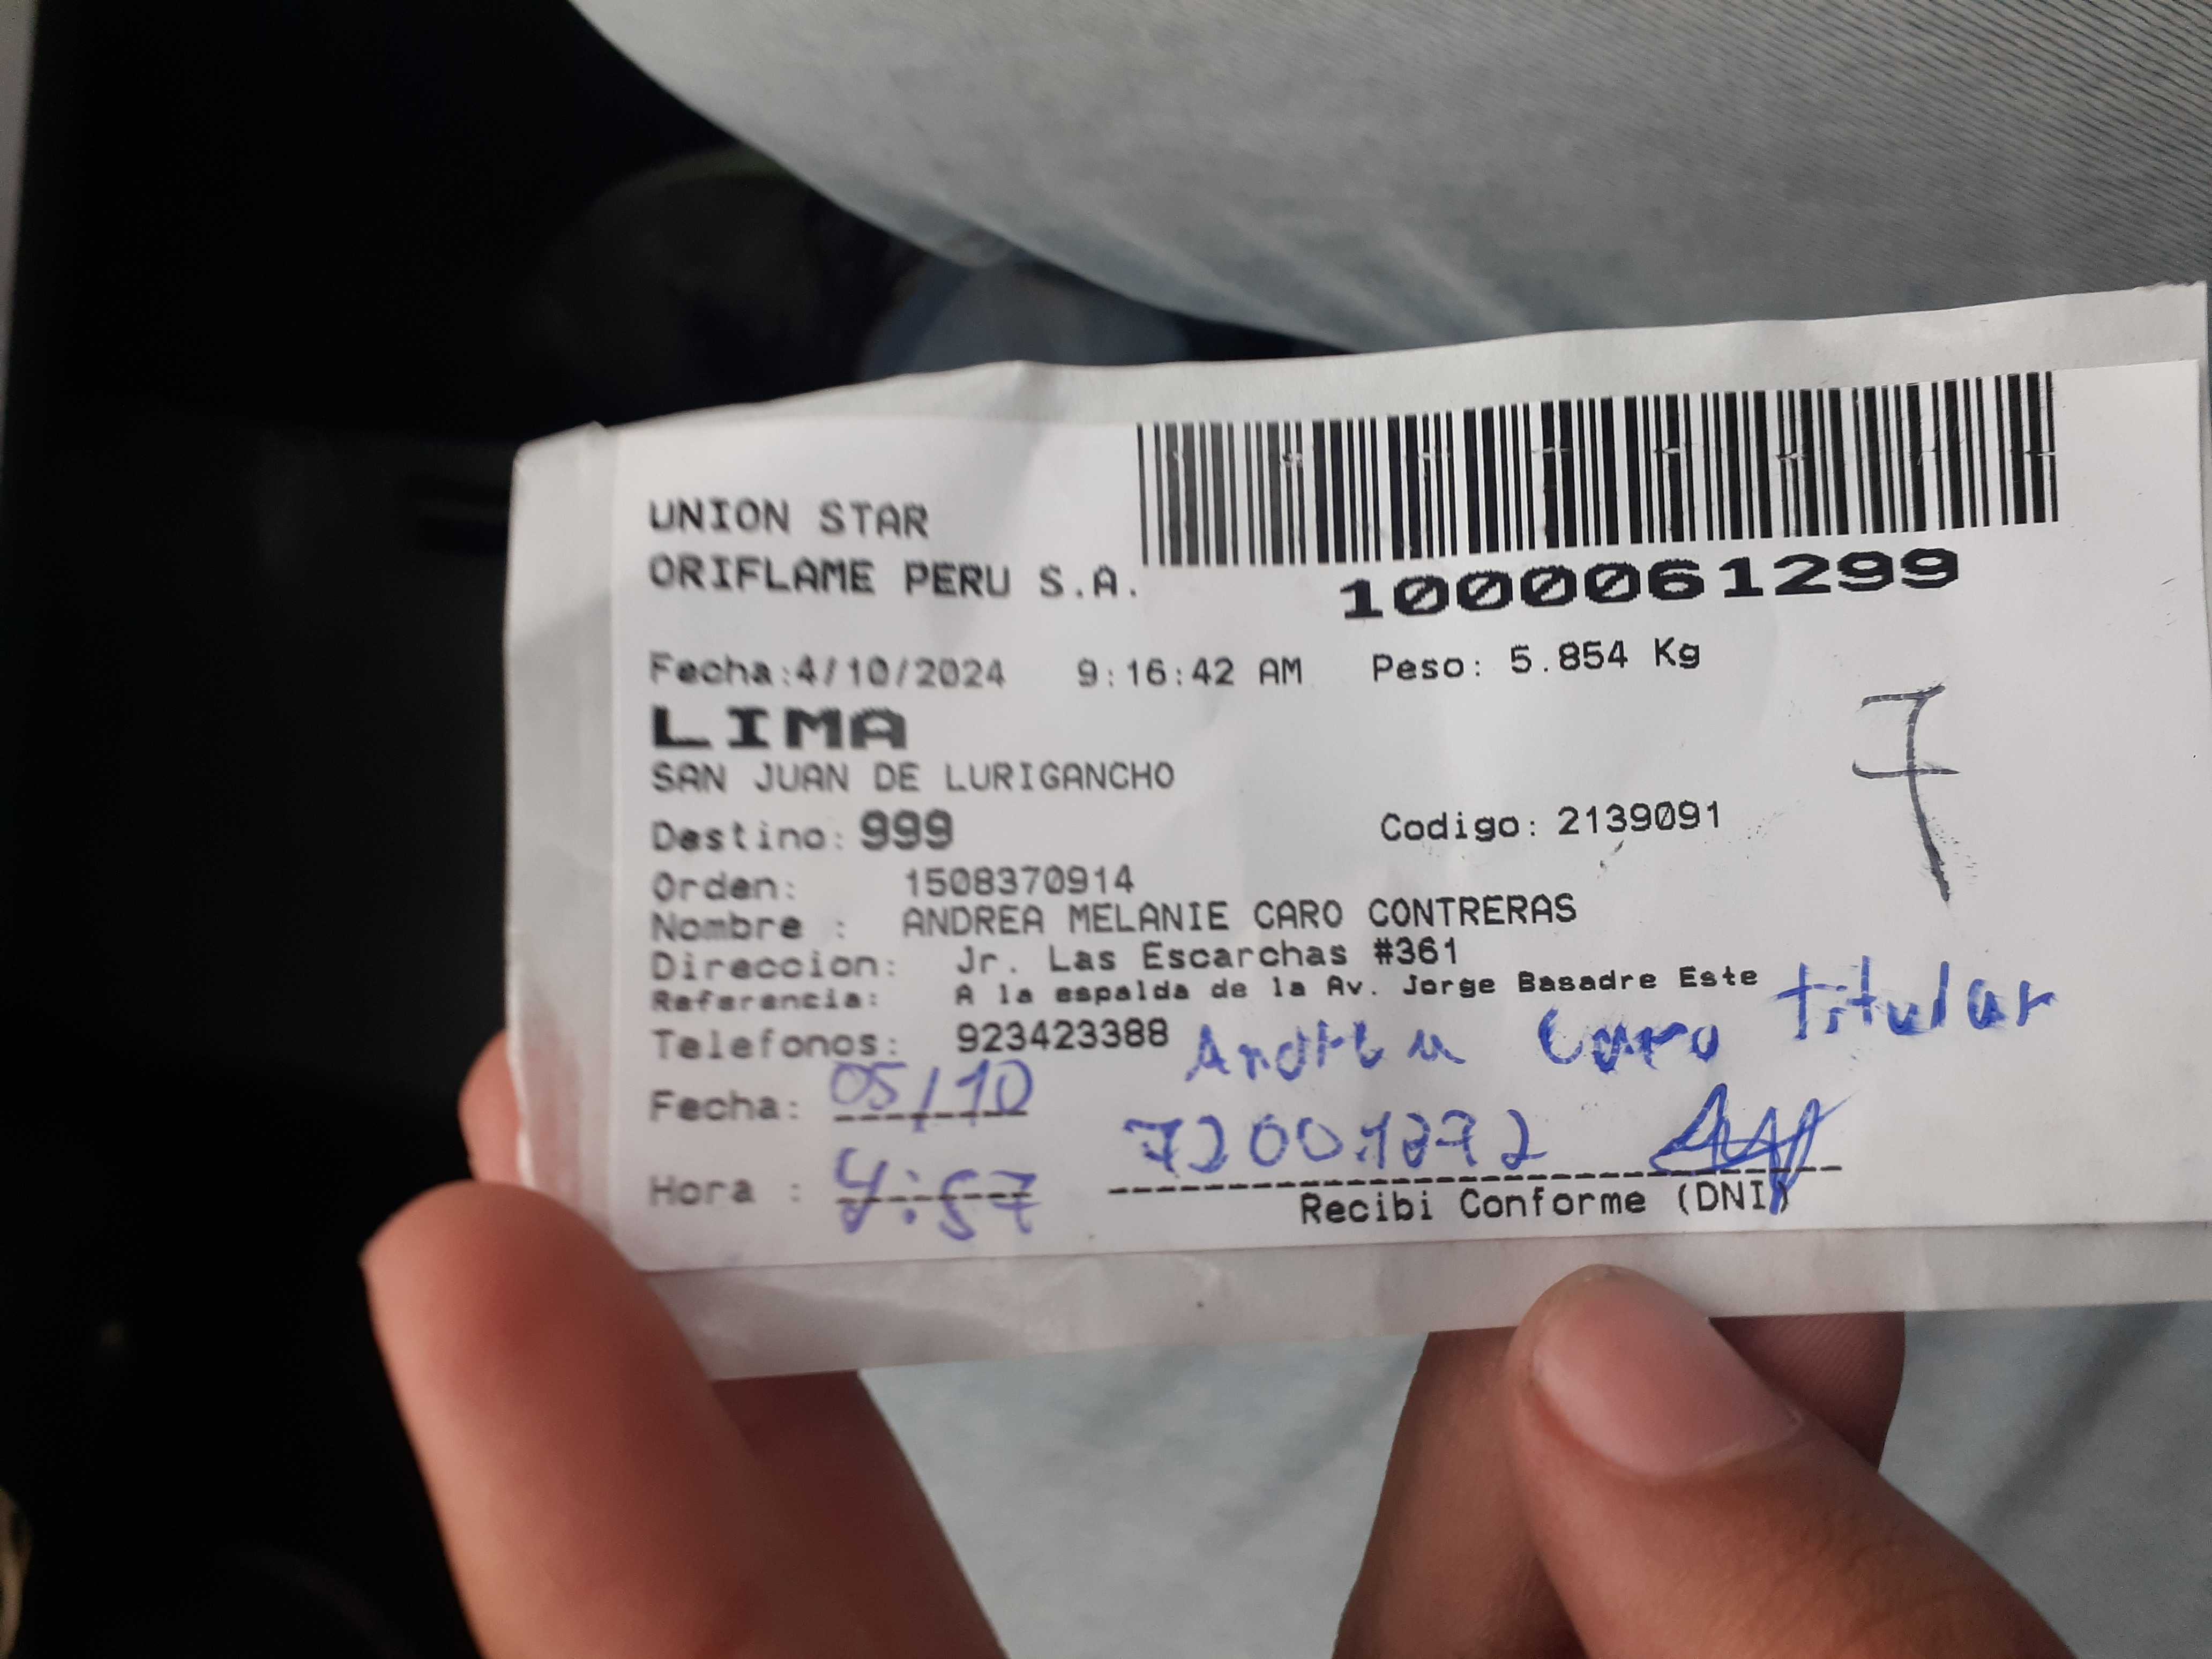 UNION STAR
ORIFLAME PERU S.A.
1000061299
Fecha:4/10/2024 9:16:42 AM Peso: 5.854 Kg
LIMA
7
SAN JUAN DE LURIGANCHO
Destino: 999 Codigo: 2139091
Orden: 1508370914
Nombre : ANDREA MELANIE CARO CONTRERAS
Direccion: Jr. Las Escarchas #361
Referencia: A la espalda de la Av. Jorge Basadre Este
Telefonos: 923423388 Andrea Caro titular
Fecha: 05/10
Hora : 4:57
Recibi Conforme (DNI)